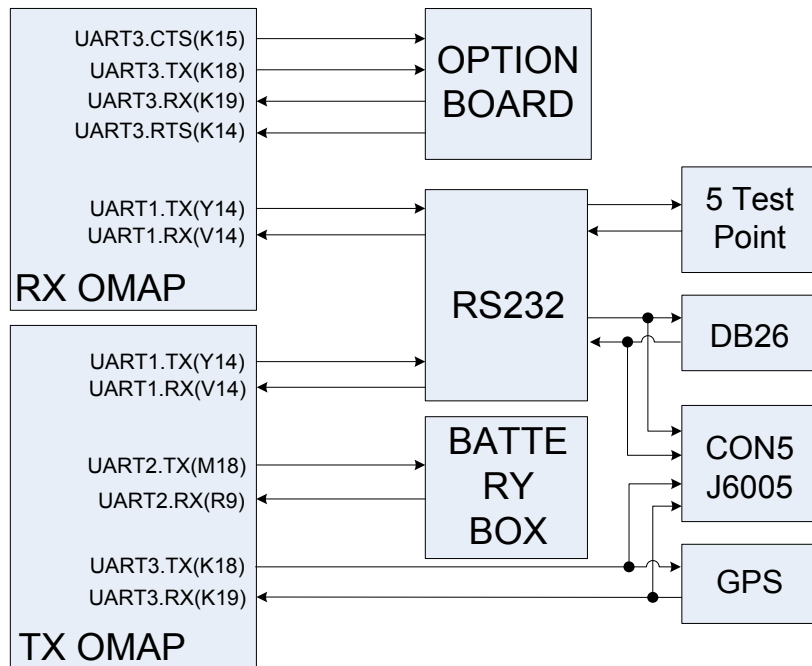 UART3.CTS(K15)
UART3.TX(K18)
UART3.RX(K19)
UART3.RTS(K14)
UART1.TX(Y14)
UART1.RX(V14)
RX OMAP
OPTION
BOARD
RS232
5 Test
Point
DB26
UART1.TX(Y14)
UART1.RX(V14)
UART2.TX(M18)
UART2.RX(R9)
UART3.TX(K18)
UART3.RX(K19)
TX OMAP
BATTE
RY
BOX
CON5
J6005
GPS